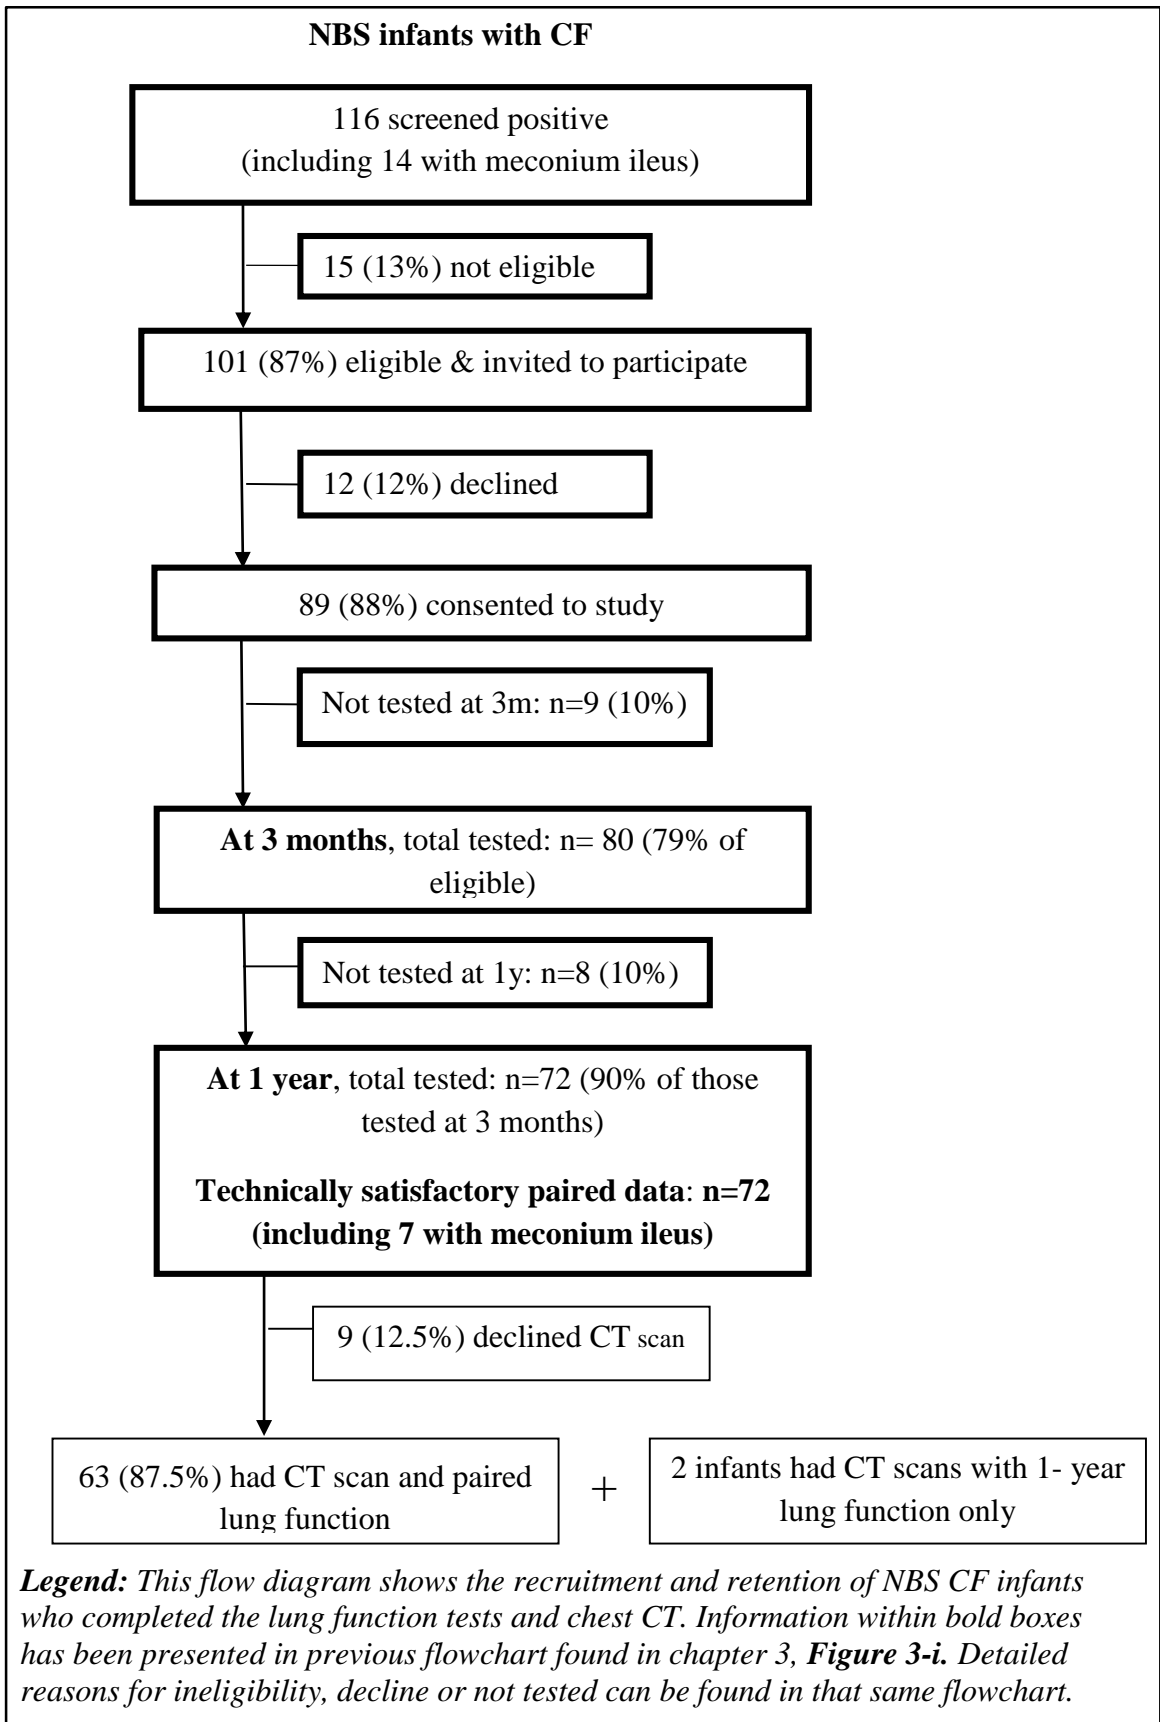 NBS infants with CF
116 screened positive
(including 14 with meconium ileus)
15 (13%) not eligible
101 (87%) eligible & invited to participate
12 (12%) declined
89 (88%) consented to study
Not tested at 3m: n=9 (10%)
At 3 months, total tested: n= 80 (79% of
eligible)
Not tested at 1y: n=8 (10%)
At 1 year, total tested: n=72 (90% of those
tested at 3 months)
Technically satisfactory paired data: n=72
(including 7 with meconium ileus)
9 (12.5%) declined CT scan
63 (87.5%) had CT scan and paired
lung function
+
2 infants had CT scans with 1- year
lung function only
Legend: This flow diagram shows the recruitment and retention of NBS CF infants
who completed the lung function tests and chest CT. Information within bold boxes
has been presented in previous flowchart found in chapter 3, Figure 3-i. Detailed
reasons for ineligibility, decline or not tested can be found in that same flowchart.